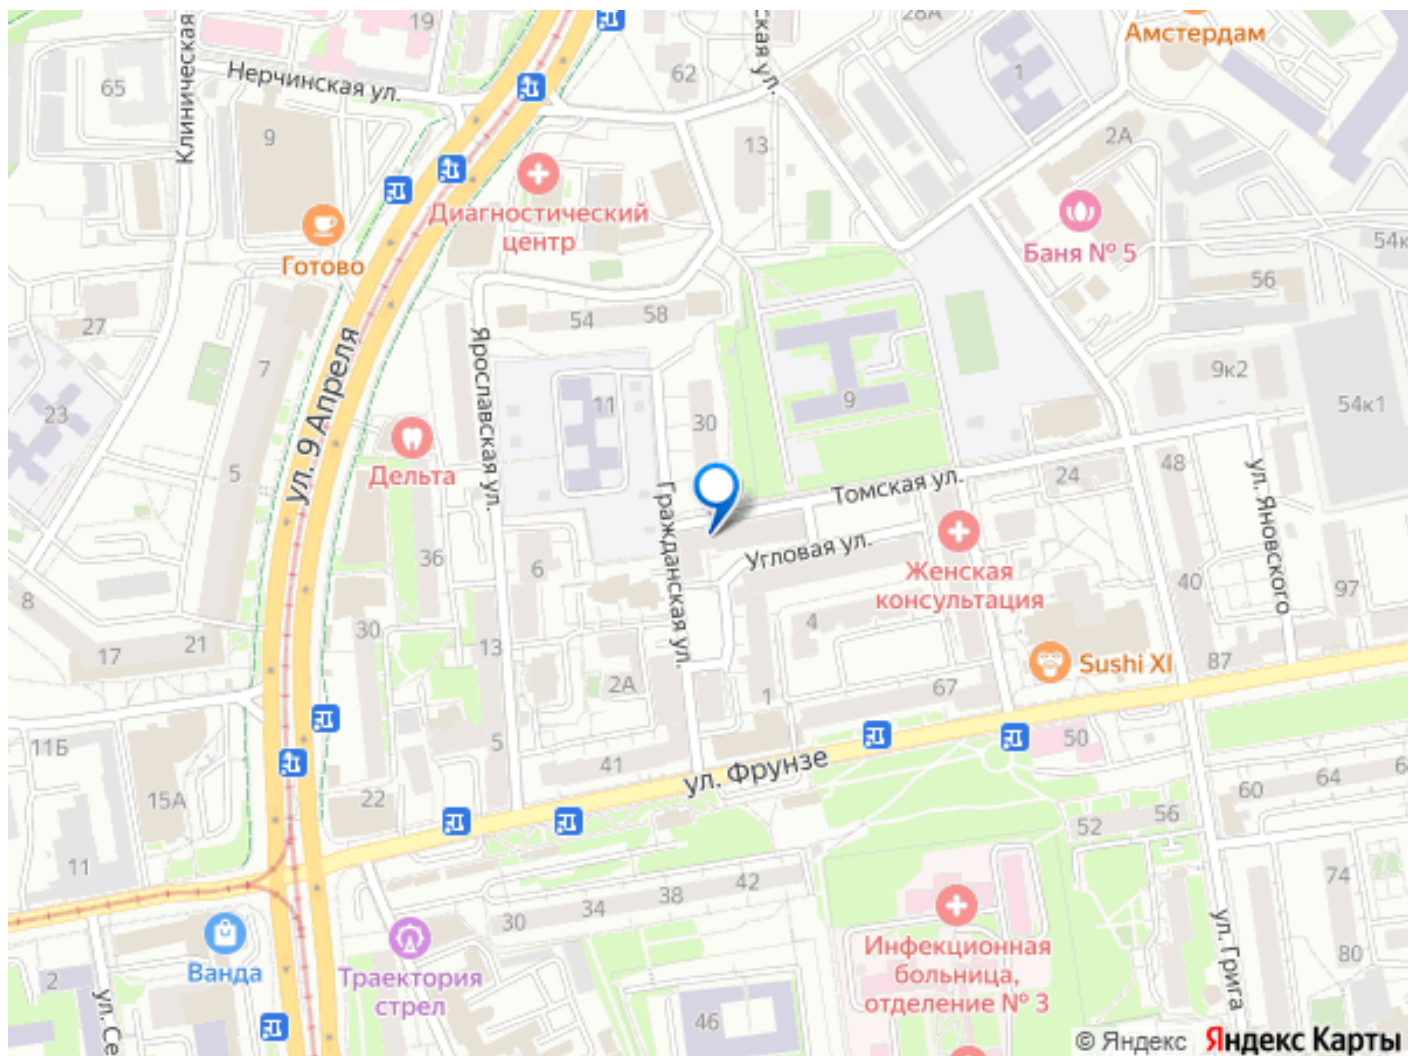 19
28А
Амстердам
Нерчинская ул.
62
1
65
Клиническая
ская ул.
9
13
2А
Диагностический
центр
Готово
Баня № 5
54к
56
54
58
27
ул. 9 Апреля
Ярославская ул.
7
9к2
11
9
54к1
23
30
Дельта
5
Томская ул.
24
48
Гражданская ул.
ул. Яновского
Угловая ул.
36
6
Женская
консультация
40
97
8
30
4
21
17
13
2А
Sushi XI
87
1
67
11Б
5
50
41
ул. Фрунзе
15А
22
60
64
6
52
56
11
42
38
34
30
74
Ванда
Траектория
стрел
Инфекционная
больница,
отделение № 3
ул. Грига
80
2
ул. Се
46
© Яндекс Яндекс Карты